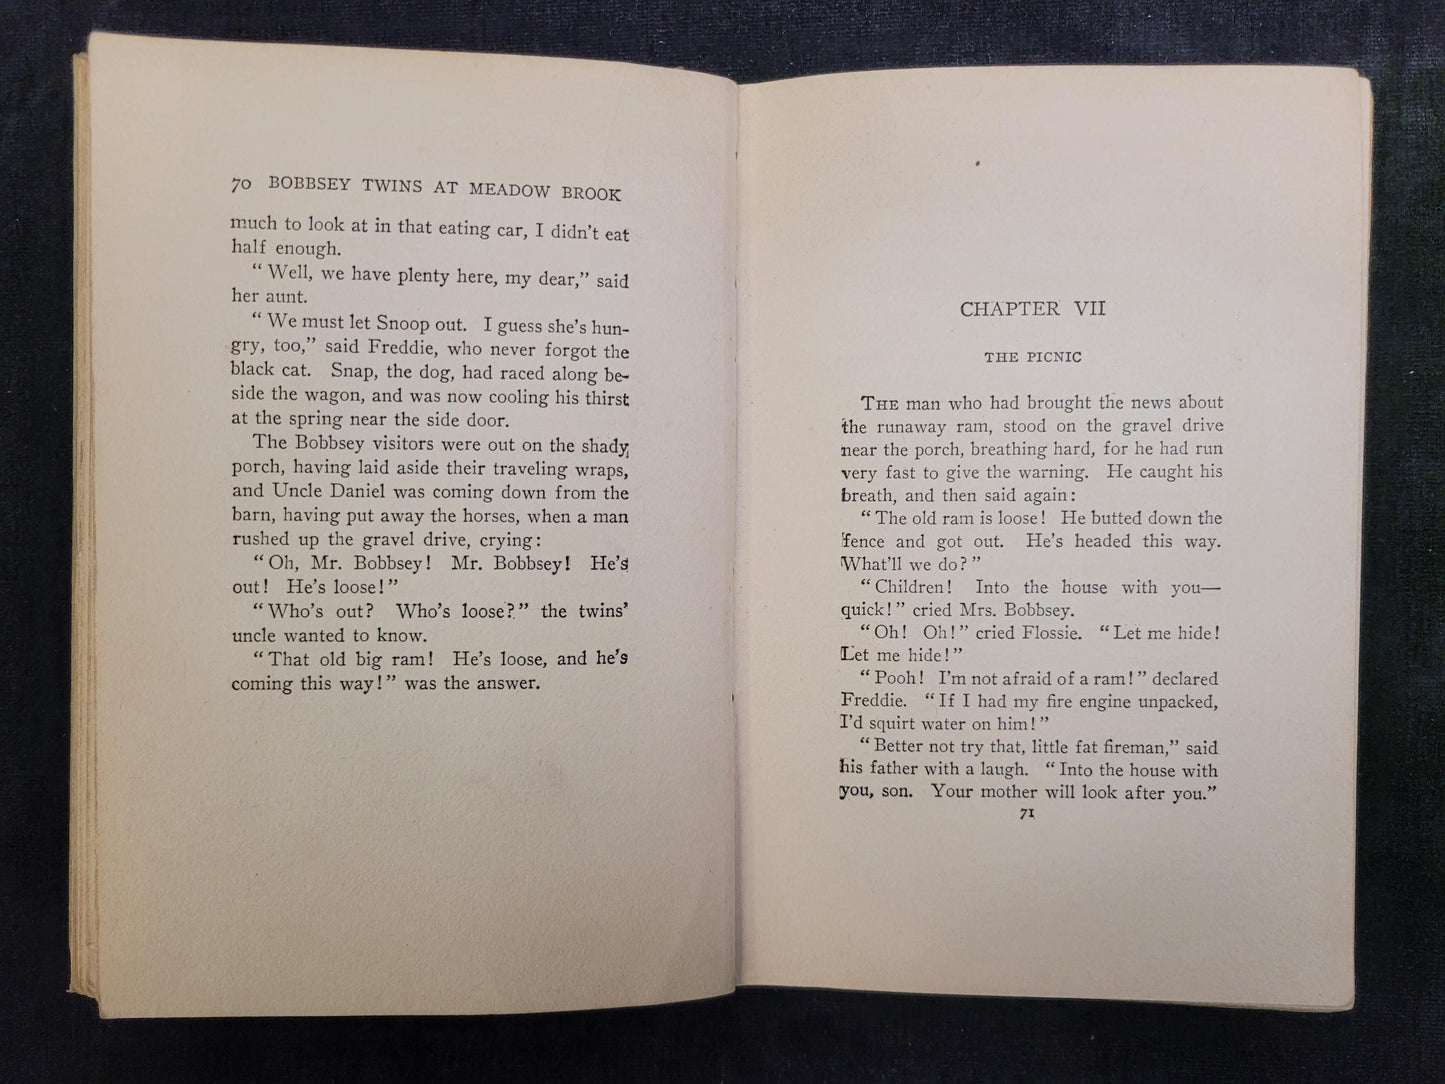 70 BOBBSEY TWINS AT MEADOW BROOK
much to look at in that eating car, I didn't eat
half enough.
“Well, we have plenty here, my dear,” said
her aunt.
“We must let Snoop out. I guess she's hun-
gry, too,” said Freddie, who never forgot the
black cat. Snap, the dog, had raced along be-
side the wagon, and was now cooling his thirst
at the spring near the side door.
The Bobbsey visitors were out on the shady
porch, having laid aside their traveling wraps,
and Uncle Daniel was coming down from the
barn, having put away the horses, when a man
rushed up the gravel drive, crying:
“Oh, Mr. Bobbsey! Mr. Bobbsey! He's
out! He's loose!”
“Who's out? Who's loose?” the twins'
uncle wanted to know.
“That old big ram! He's loose, and he's
coming this way!” was the answer.
CHAPTER VII
THE PICNIC
THE man who had brought the news about
the runaway ram, stood on the gravel drive
near the porch, breathing hard, for he had run
very fast to give the warning. He caught his
breath, and then said again:
“The old ram is loose! He butted down the
fence and got out. He's headed this way.
What'll we do?”
“Children! Into the house with you—
quick!” cried Mrs. Bobbsey.
“Oh! Oh!” cried Flossie. “Let me hide!
Let me hide!”
“Pooh! I'm not afraid of a ram!” declared
Freddie. “If I had my fire engine unpacked,
I'd squirt water on him!”
“Better not try that, little fat fireman,” said
his father with a laugh. “Into the house with
you, son. Your mother will look after you.”
71